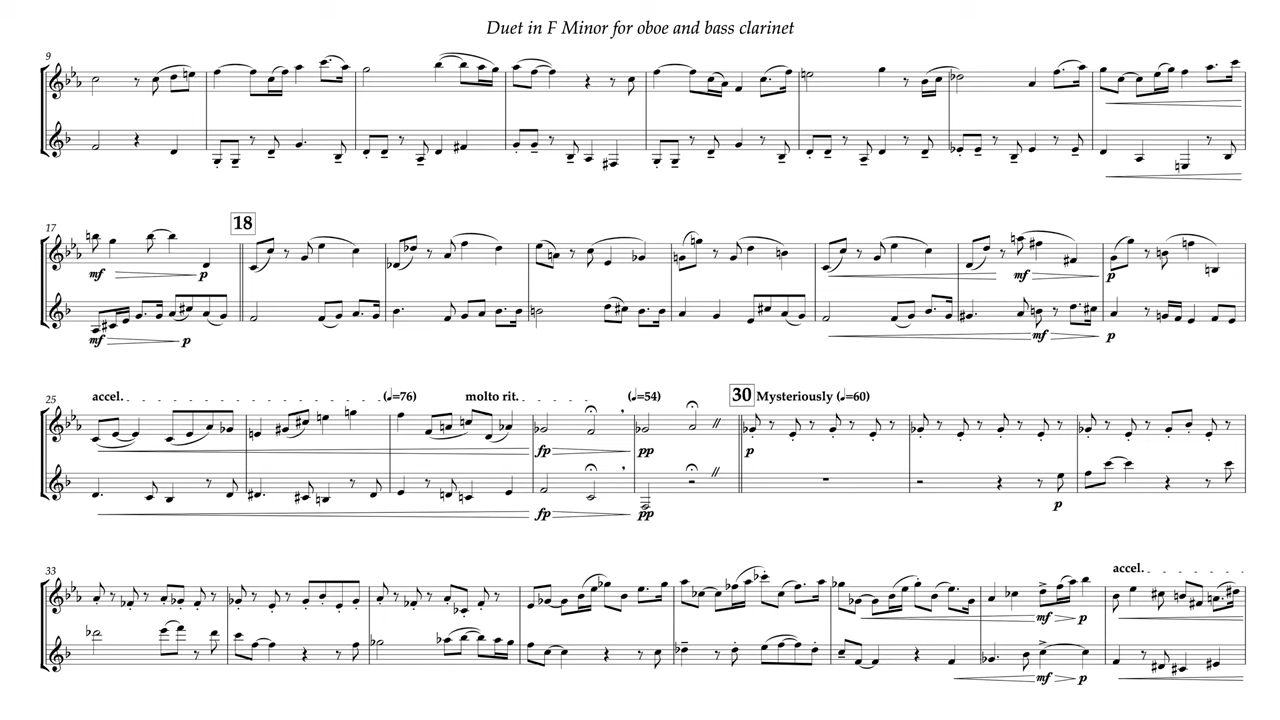 Duet in F Minor for oboe and bass clarinet
9
17
18
mf p
mf p
mf p
mf p
25
accel. (♩=76) molto rit. (♩=54)
30 Mysteriously (♩=60)
fp pp p
fp pp p
33
accel.
mf p
mf p